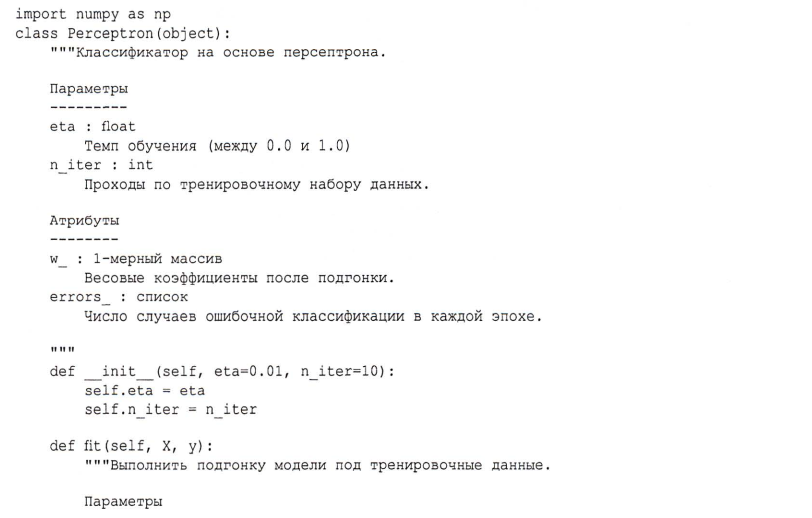 import numpy as np
class Perceptron(object):
"""Классификатор на основе персептрона.
Параметры
---------
eta : float
Темп обучения (между 0.0 и 1.0)
n_iter : int
Проходы по тренировочному набору данных.
Атрибуты
--------
w_ : 1-мерный массив
Весовые коэффициенты после подгонки.
errors_ : список
Число случаев ошибочной классификации в каждой эпохе.
"""
def __init__(self, eta=0.01, n_iter=10):
self.eta = eta
self.n_iter = n_iter
def fit(self, X, y):
"""Выполнить подгонку модели под тренировочные данные.
Параметры